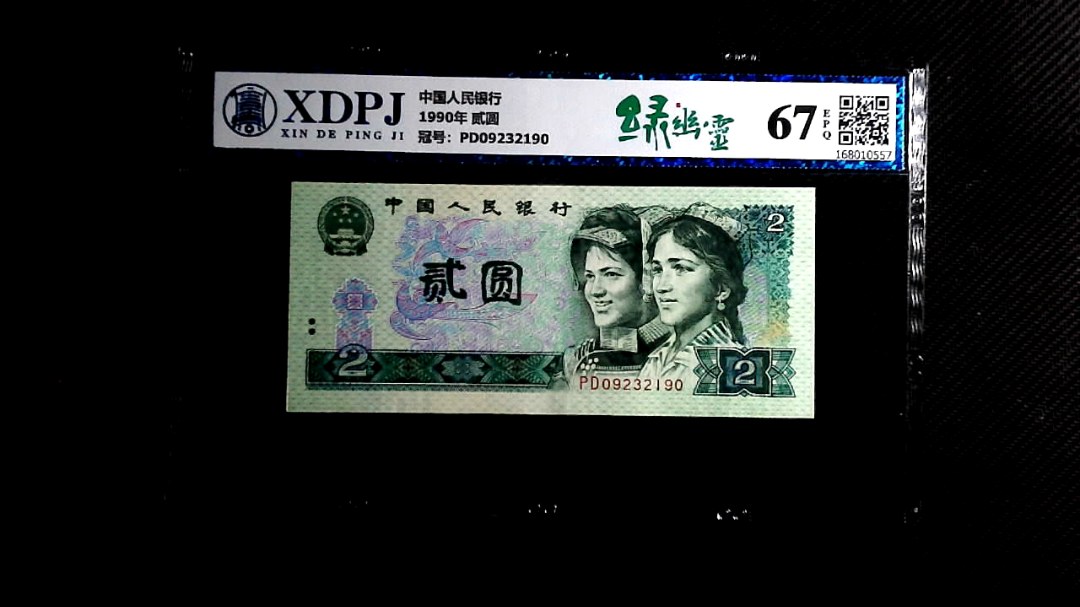 XDPJ
XIN DE PING JI
中国人民银行
1990年 贰圆
冠号：PD09232190
绿幽靈
67
EPQ
168010557
中国人民银行
2
贰圆
2
PD09232190
2